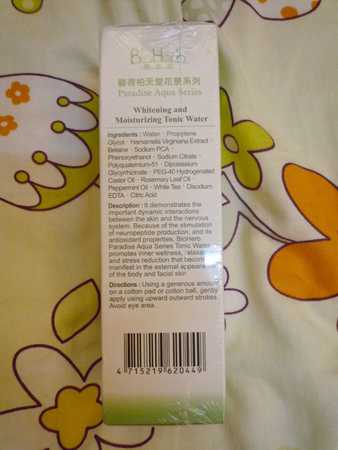 BioHerb
碧荷柏天堂花景系列
Paradise Aqua Series
Whitening and
Moisturizing Tonic Water
Ingredients : Water、Propylene
Glycol、Hamamelis Virginiana Extract、
Betaine、Sodium PCA、
Phenoxyethanol、Sodium Citrate、
Polyquaternium-51、Dipotassium
Glycyrrhizinate、PEG-40 Hydrogenated
Castor Oil、Rosemary Leaf Oil、
Peppermint Oil、White Tea、Disodium
EDTA、Citric Acid
Description : It demonstrates the
important dynamic interactions
between the skin and the nervous
system. Because of the stimulation
of neuropeptide production, and its
antioxidant properties, BioHerb
Paradise Aqua Series Tonic Water
promotes inner wellness,
and stress reduction that become
manifest in the external appearance
of the body and facial skin
Directions : Using a generous amount
on a cotton pad or cotton ball, gently
apply using upward outward strokes.
Avoid eye area.
4 715219 620449